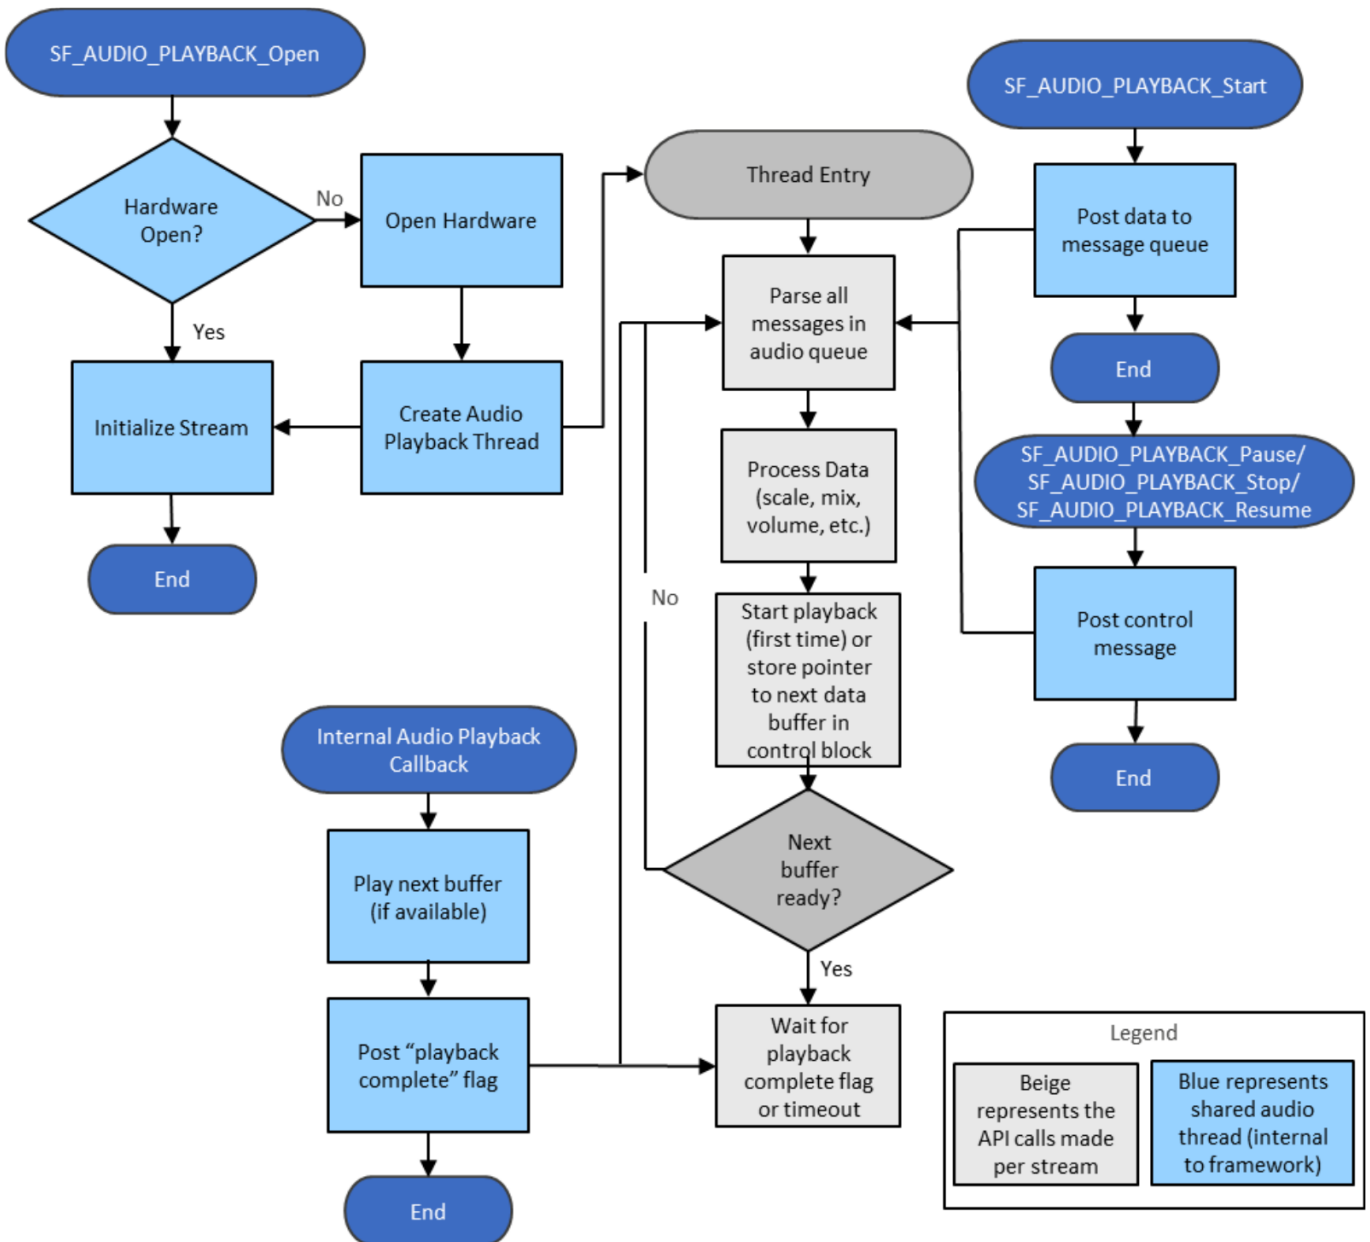 SF_AUDIO_PLAYBACK_Open
Hardware
Open?
No
Open Hardware
Yes
Initialize Stream
Create Audio
Playback Thread
End
Thread Entry
Parse all
messages in
audio queue
Process Data
(scale, mix,
volume, etc.)
No
Start playback
(first time) or
store pointer
to next data
buffer in
control block
Next
buffer
ready?
Yes
Wait for
playback
complete flag
or timeout
SF_AUDIO_PLAYBACK_Start
Post data to
message queue
End
SF_AUDIO_PLAYBACK_Pause/
SF_AUDIO_PLAYBACK_Stop/
SF_AUDIO_PLAYBACK_Resume
Post control
message
End
Internal Audio Playback
Callback
Play next buffer
(if available)
Post “playback
complete” flag
End
Legend
Beige
represents the
API calls made
per stream
Blue represents
shared audio
thread (internal
to framework)